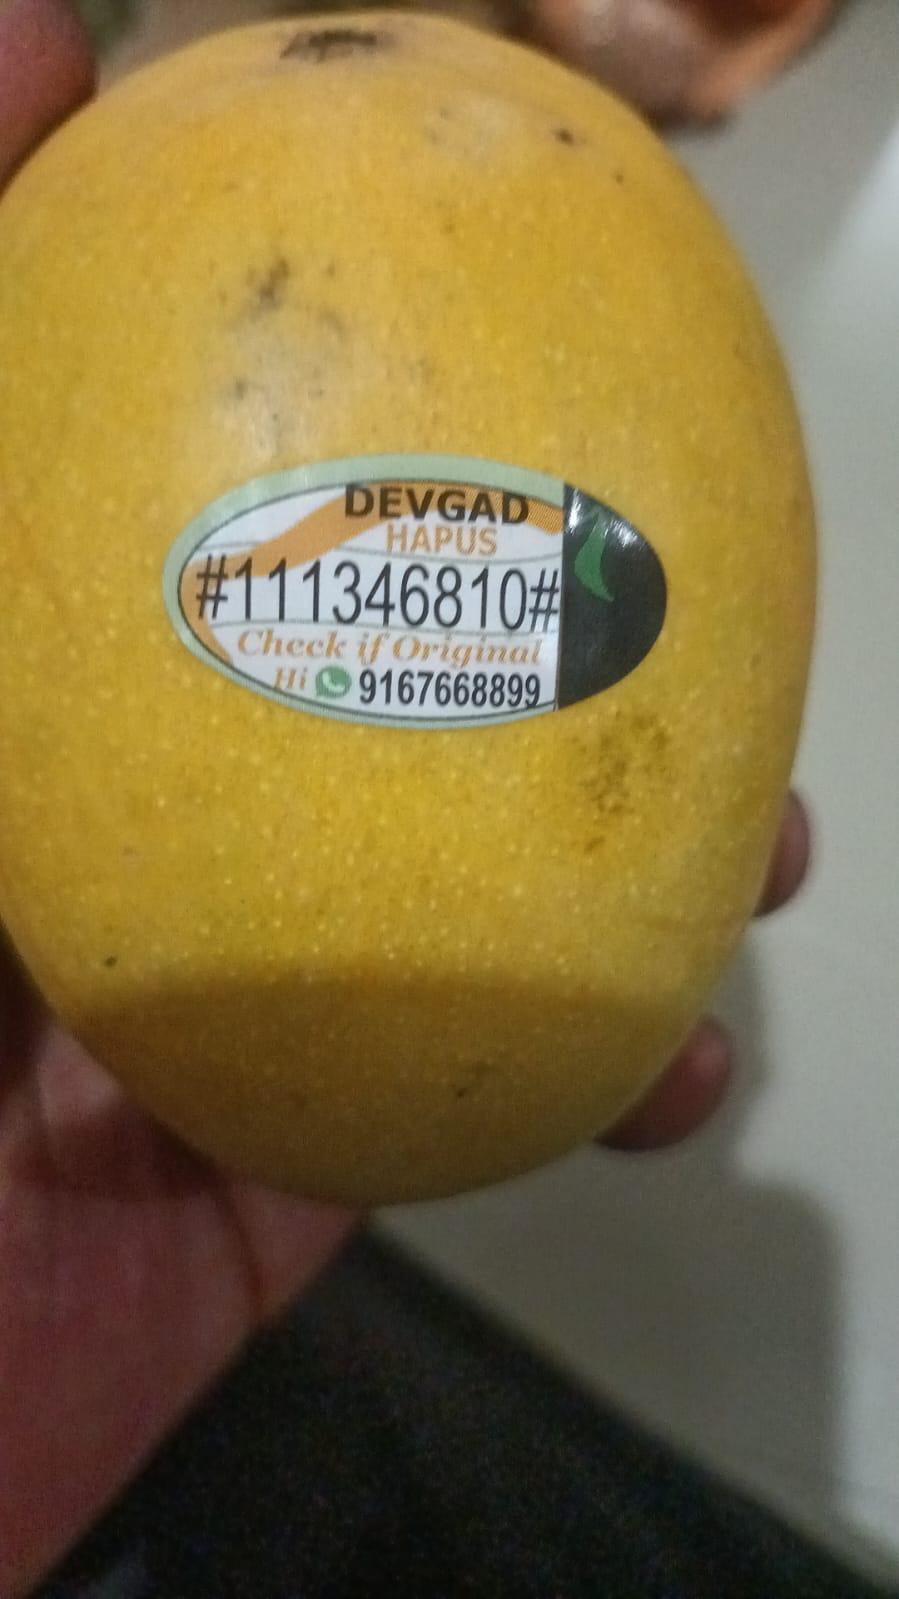 DEVGAD
HAPUS
#111346810#
Check if Original
Hi 9167668899